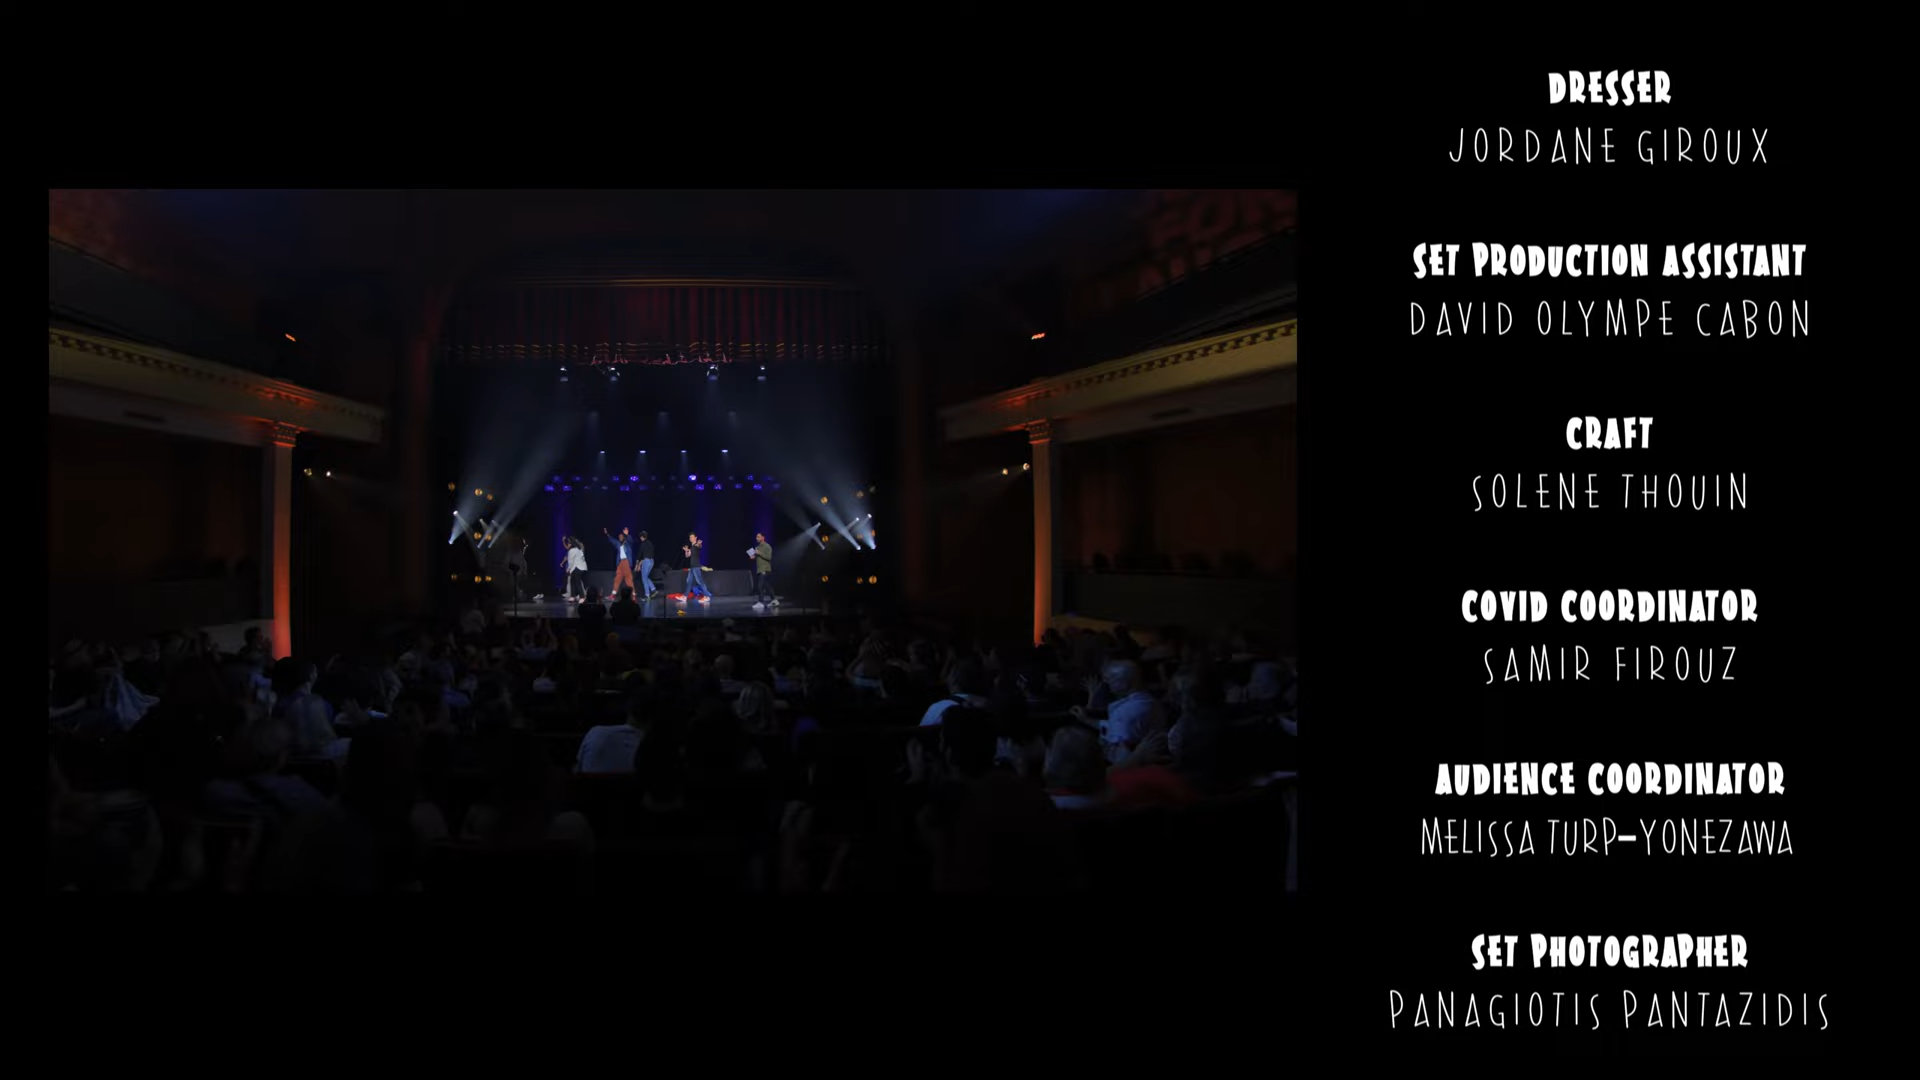 DRESSER
JORDANE GIROUX
SET PRODUCTION ASSISTANT
DAVID OLYMPE CABON
CRAFT
SOLENE THOUIN
COVID COORDINATOR
SAMIR FIROUZ
AUDIENCE COORDINATOR
MELISSA TURP-YONEZAWA
SET PHOTOGRAPHER
PANAGIOTIS PANTAZIDIS